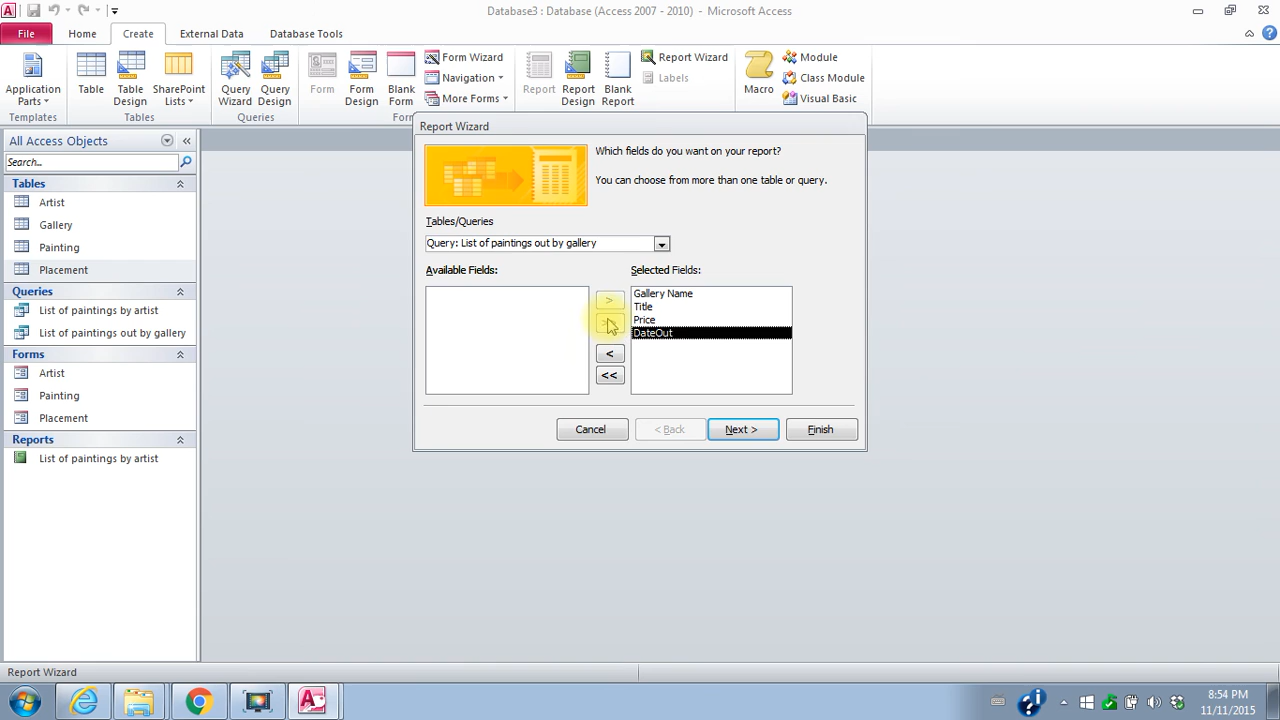 Database3 : Database (Access 2007 - 2010) - Microsoft Access
File Home Create External Data Database Tools
Application Parts
Table
Table Design
SharePoint Lists
Query Wizard
Query Design
Form
Form Design
Blank Form
Form Wizard
Navigation
More Forms
Report
Report Design
Blank Report
Report Wizard
Labels
Macro
Module
Class Module
Visual Basic
Templates Tables Queries
All Access Objects
Search...
Tables
Artist
Gallery
Painting
Placement
Queries
List of paintings by artist
List of paintings out by gallery
Forms
Artist
Painting
Placement
Reports
List of paintings by artist
Report Wizard
Which fields do you want on your report?
You can choose from more than one table or query.
Tables/Queries
Query: List of paintings out by gallery
Available Fields:
Selected Fields:
Gallery Name
Title
Price
DateOut
>
<
<<
Cancel < Back Next > Finish
Report Wizard
8:54 PM
11/11/2015